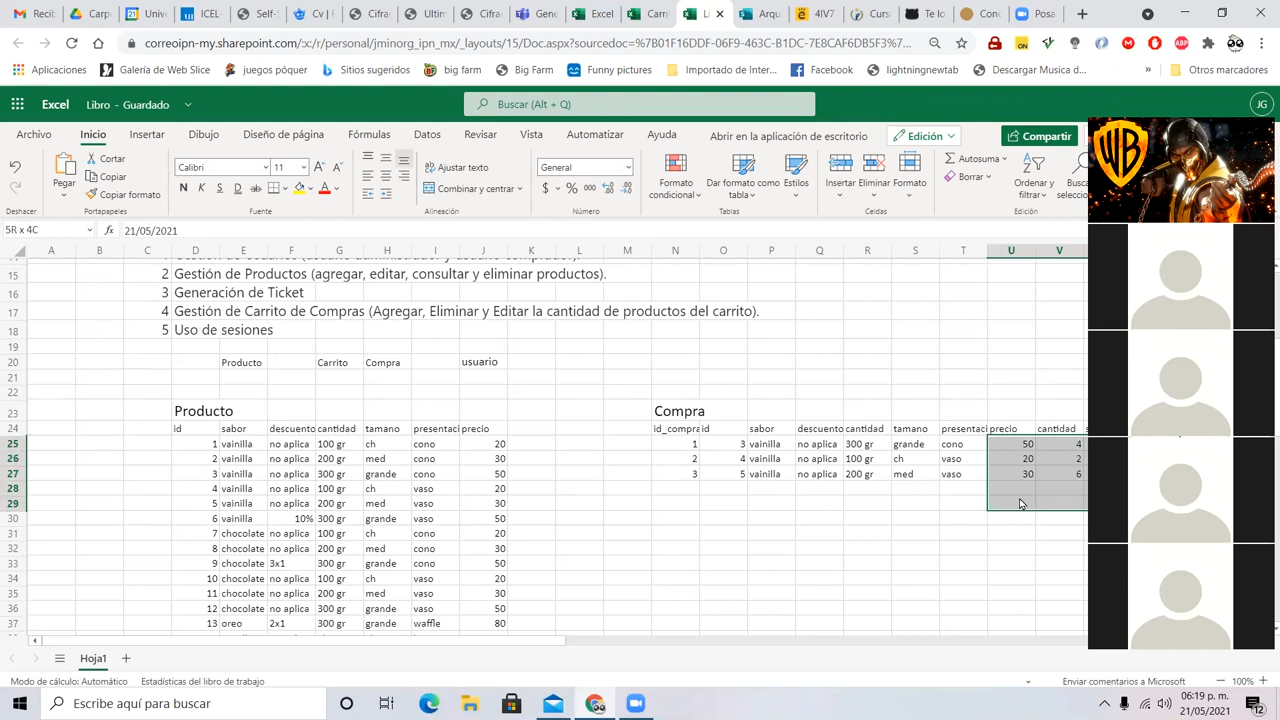 Recib
Carp
Univ
ICEL-
Self-
Cv l
Cifra
Ultim
Cifra
Gene
Excel
Carr
Li
Arqu
4IV
Curs
Te lo
Conc
Posa
correoipn-my.sharepoint.com/:x:/r/personal/jminorg_ipn_mx/_layouts/15/Doc.aspx?sourcedoc=%7B01F16DDF-06F9-463C-B1DC-7E8CAF6DB5F3%7...
Aplicaciones Galería de Web Slice juegos póquer Sitios sugeridos big farm Big Farm Funny pictures Importado de Inter... Facebook lightningnewtab Descargar Musica d... » Otros marcadores
Excel Libro - Guardado Buscar (Alt + Q) JG
Archivo Inicio Insertar Dibujo Diseño de página Fórmulas Datos Revisar Vista Automatizar Ayuda Abrir en la aplicación de escritorio Edición Compartir
Cortar
Copiar
Copiar formato
Pegar
Calibri 11
N K S D
Ajustar texto
Combinar y centrar
General
$ % 000
Formato condicional
Dar formato como tabla
Estilos
Insertar Eliminar Formato
Autosuma
Borrar
Ordenar y filtrar
Busca
Deshacer Portapapeles Fuente Alineación Número Tablas Celdas Edición
5R x 4C fx 21/05/2021
A B C D E F G H I J K L M N O P Q R S T U V
15 2 Gestión de Productos (agregar, editar, consultar y eliminar productos).
16 3 Generación de Ticket
17 4 Gestión de Carrito de Compras (Agregar, Eliminar y Editar la cantidad de productos del carrito).
18 5 Uso de sesiones
19
20 Producto Carrito Compra usuario
21
22
23 Producto Compra
24 id sabor descuento cantidad tamano presentaci precio id_compra id sabor descuento cantidad tamano presentaci precio cantidad
25 1 vainilla no aplica 100 gr ch cono 20 1 3 vainilla no aplica 300 gr grande cono 50 4
26 2 vainilla no aplica 200 gr med cono 30 2 4 vainilla no aplica 100 gr ch vaso 20 2
27 3 vainilla no aplica 300 gr grande cono 50 3 5 vainilla no aplica 200 gr med vaso 30 6
28 4 vainilla no aplica 100 gr ch vaso 20
29 5 vainilla no aplica 200 gr med vaso 30
30 6 vainilla 10% 300 gr grande vaso 50
31 7 chocolate no aplica 100 gr ch cono 20
32 8 chocolate no aplica 200 gr med cono 30
33 9 chocolate 3x1 300 gr grande cono 50
34 10 chocolate no aplica 100 gr ch vaso 20
35 11 chocolate no aplica 200 gr med vaso 30
36 12 chocolate no aplica 300 gr grande vaso 50
37 13 oreo 2x1 300 gr grande waffle 80
Hoja1
Modo de cálculo: Automático Estadísticas del libro de trabajo Enviar comentarios a Microsoft 100%
Escribe aquí para buscar
06:19 p. m.
21/05/2021
12
WB